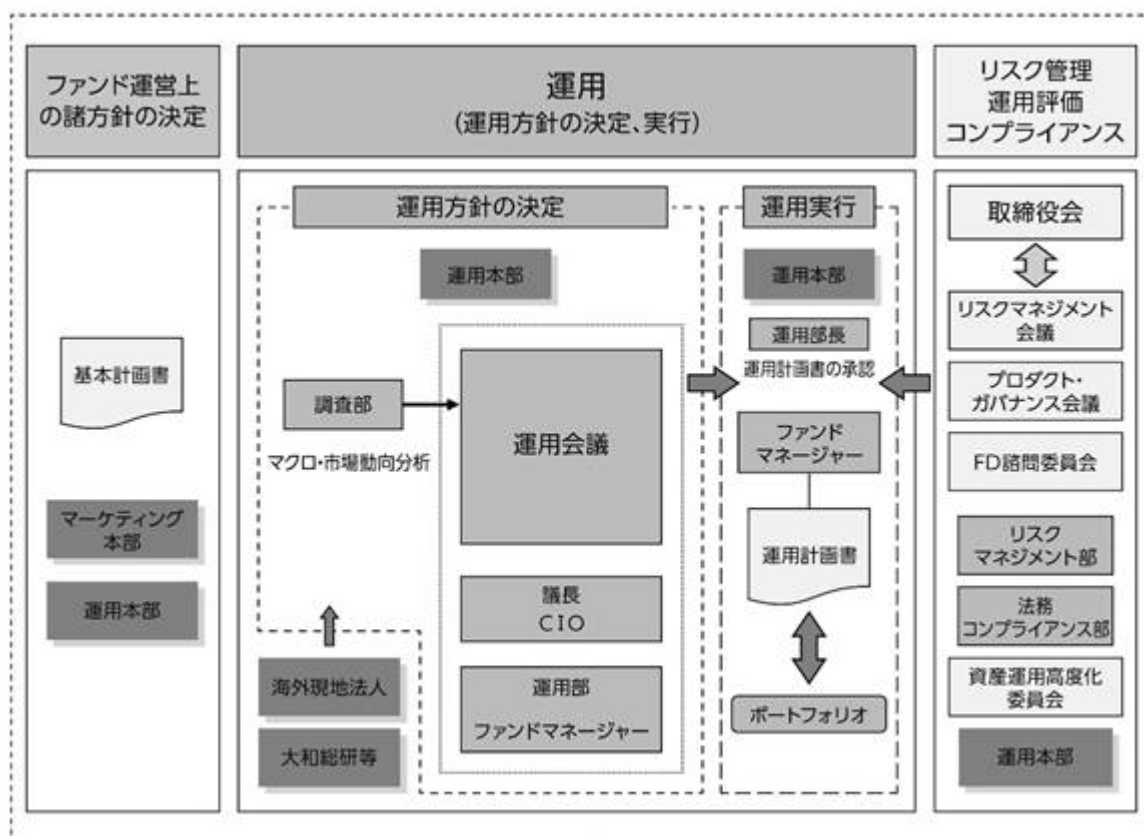 ファンド運営上
の諸方針の決定
運用
(運用方針の決定、実行)
リスク管理
運用評価
コンプライアンス
基本計画書
マーケティング
本部
運用本部
運用方針の決定
運用本部
調査部
マクロ・市場動向分析
運用会議
議長
CIO
運用部
ファンドマネージャー
海外現地法人
大和総研等
運用実行
運用本部
運用部長
運用計画書の承認
ファンド
マネージャー
運用計画書
ポートフォリオ
取締役会
リスクマネジメント
会議
プロダクト・
ガバナンス会議
FD諮問委員会
リスク
マネジメント部
法務
コンプライアンス部
資産運用高度化
委員会
運用本部